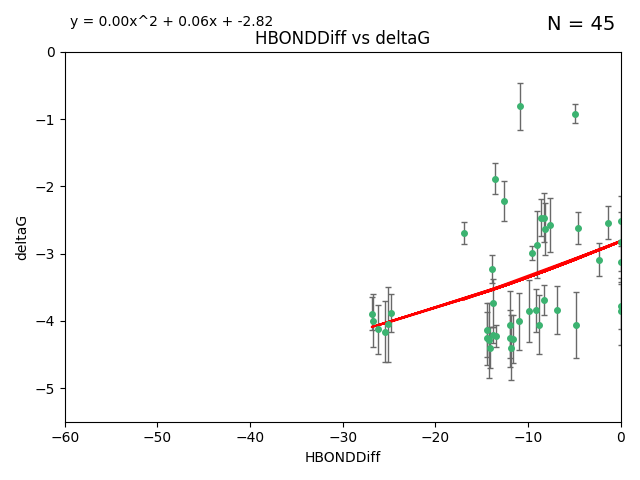 y = 0.00x^2 + 0.06x + -2.82
N = 45
HBONDDiff vs deltaG
0
−1
−2
−3
−4
−5
deltaG
−60
−50
−40
−30
−20
−10
0
HBONDDiff